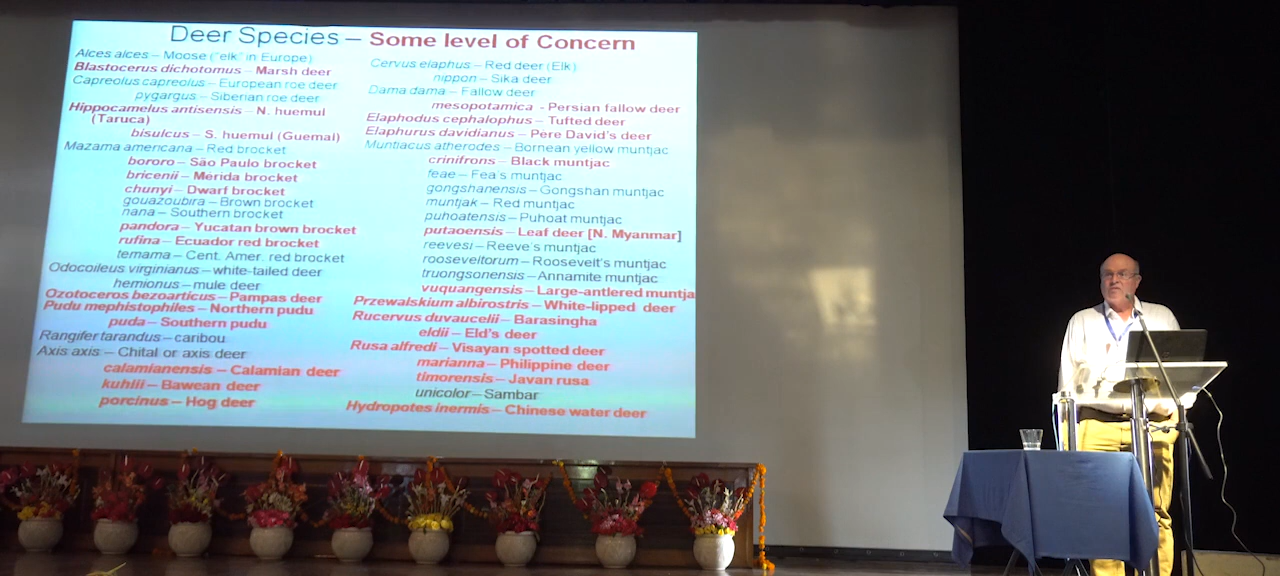 Deer Species – Some level of Concern
Alces alces – Moose ("elk" in Europe)
Blastocerus dichotomus – Marsh deer
Capreolus capreolus – European roe deer
pygargus – Siberian roe deer
Hippocamelus antisensis – N. huemul
(Taruca)
bisulcus – S. huemul (Guemal)
Mazama americana – Red brocket
bororo – São Paulo brocket
bricenii – Merida brocket
chunyi – Dwarf brocket
gouazoubira – Brown brocket
nana – Southern brocket
pandora – Yucatan brown brocket
rufina – Ecuador red brocket
temama – Cent. Amer. red brocket
Odocoileus virginianus – white-tailed deer
hemionus – mule deer
Ozotoceros bezoarticus – Pampas deer
Pudu mephistophiles – Northern pudu
puda – Southern pudu
Rangifer tarandus – caribou
Axis axis – Chital or axis deer
calamianensis – Calamian deer
kuhlii – Bawean deer
porcinus – Hog deer
Cervus elaphus – Red deer (Elk)
nippon – Sika deer
Dama dama – Fallow deer
mesopotamica - Persian fallow deer
Elaphodus cephalophus – Tufted deer
Elaphurus davidianus – Père David's deer
Muntiacus atherodes – Bornean yellow muntjac
crinifrons – Black muntjac
feae – Fea's muntjac
gongshanensis – Gongshan muntjac
muntjak – Red muntjac
puhoatensis – Puhoat muntjac
putaoensis – Leaf deer [N. Myanmar]
reevesi – Reeve's muntjac
rooseveltorum – Roosevelt's muntjac
truongsonensis – Annamite muntjac
vuquangensis – Large-antlered muntja
Przewalskium albirostris – White-lipped deer
Rucervus duvaucelii – Barasingha
eldii – Eld's deer
Rusa alfredi – Visayan spotted deer
marianna – Philippine deer
timorensis – Javan rusa
unicolor – Sambar
Hydropotes inermis – Chinese water deer